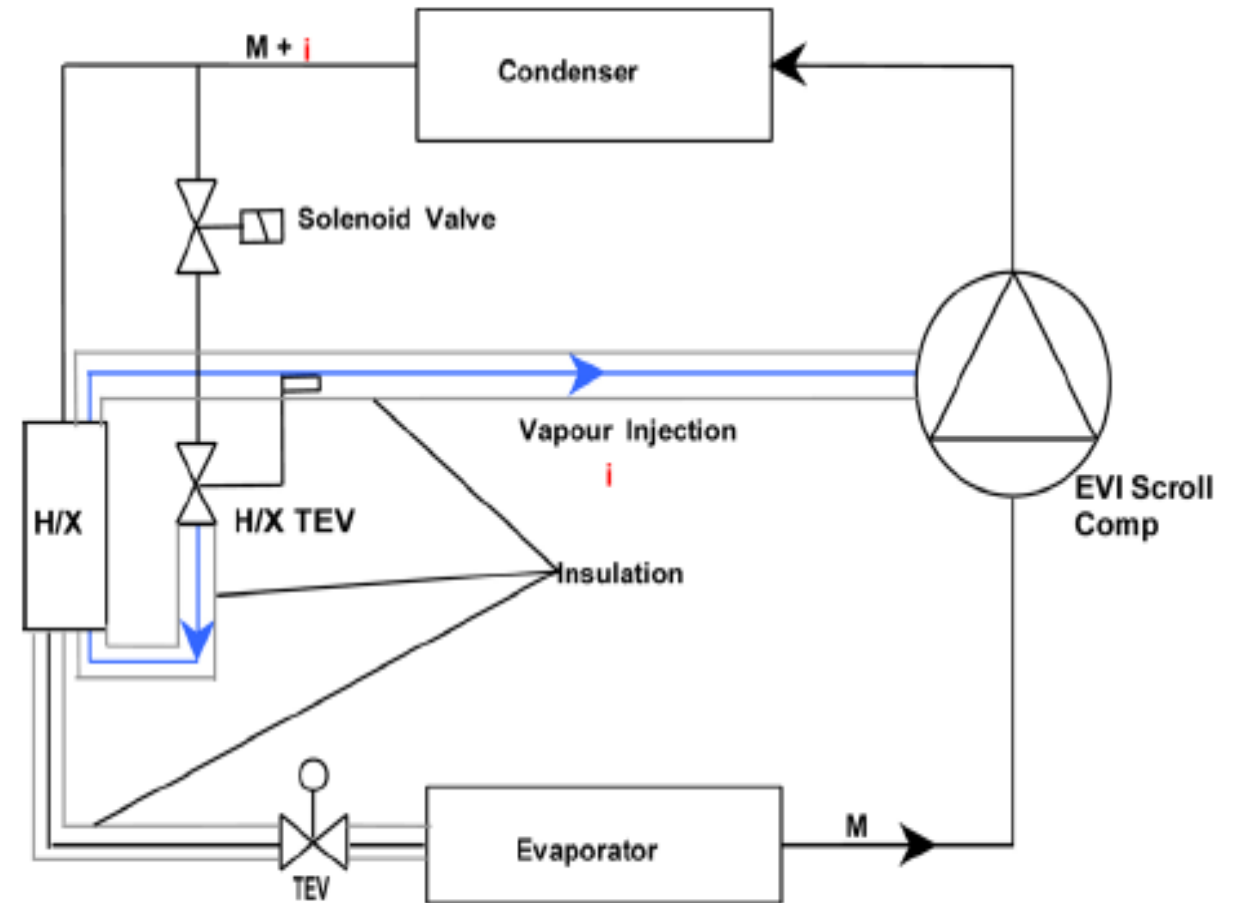 M + i
Condenser
Solenoid Valve
Vapour Injection
i
EVI Scroll
Comp
H/X
H/X TEV
Insulation
TEV
Evaporator
M